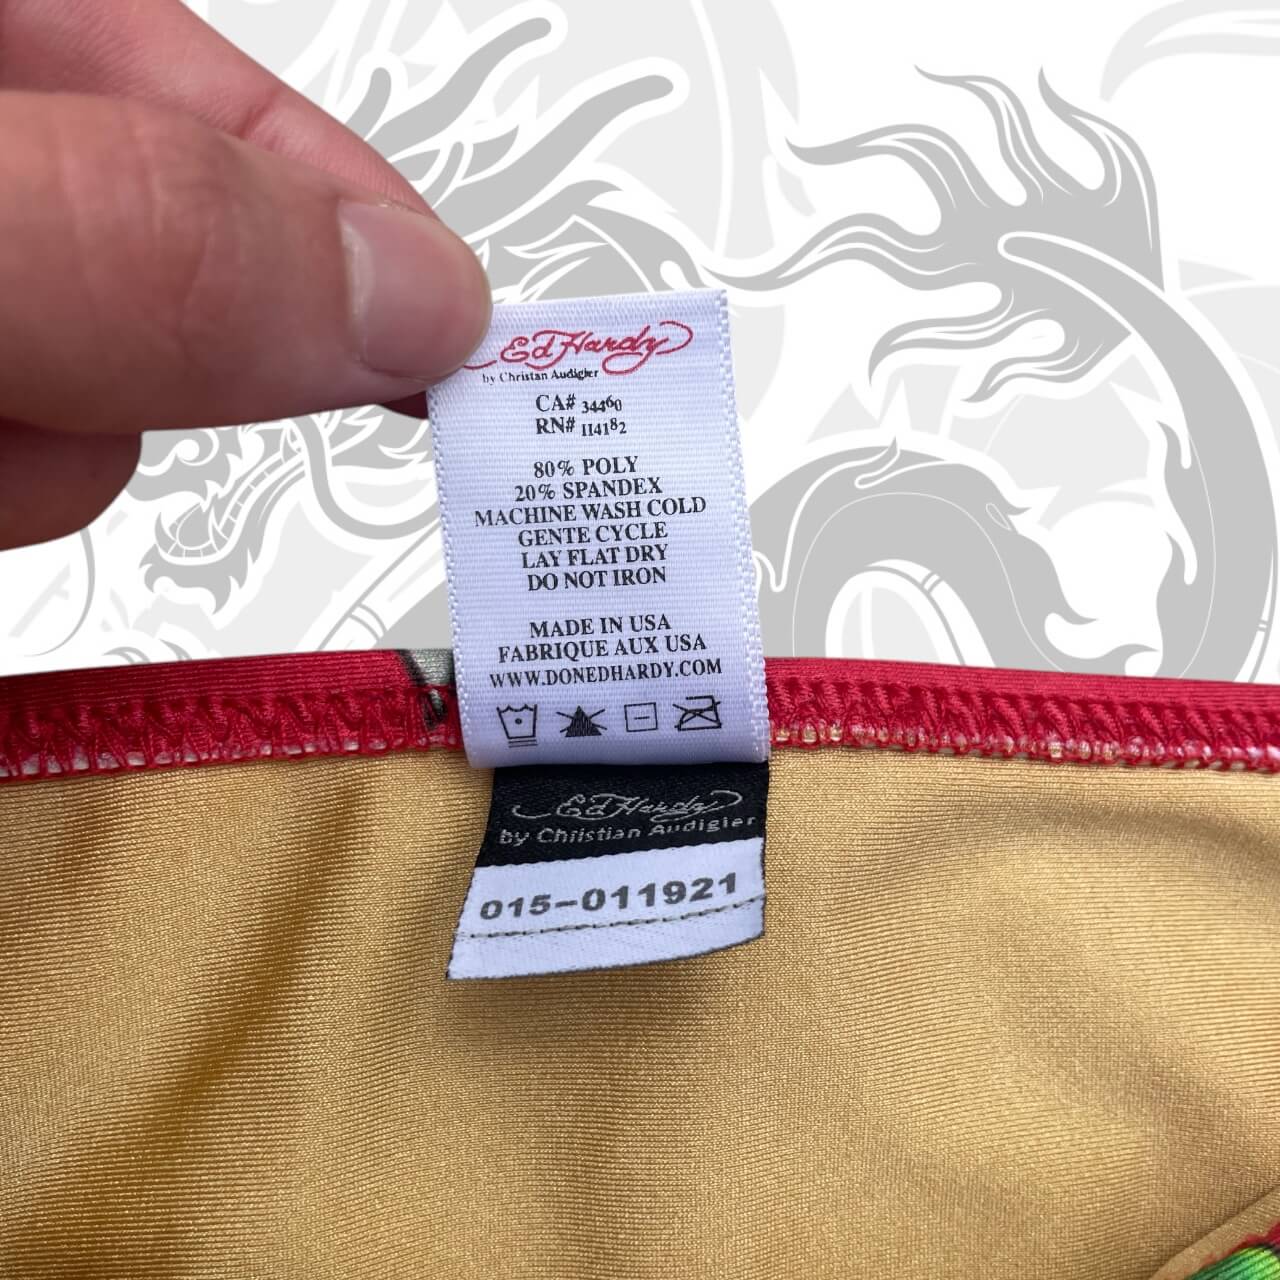 Ed Hardy
by Christan Audigier
CA# 34460
RN# 114182
80% POLY
20% SPANDEX
MACHINE WASH COLD
GENTE CYCLE
LAY FLAT DRY
DO NOT IRON
MADE IN USA
FABRIQUE AUX USA
WWW.DONEDHARDY.COM
Ed Hardy
by Christian Audigier
015-011921